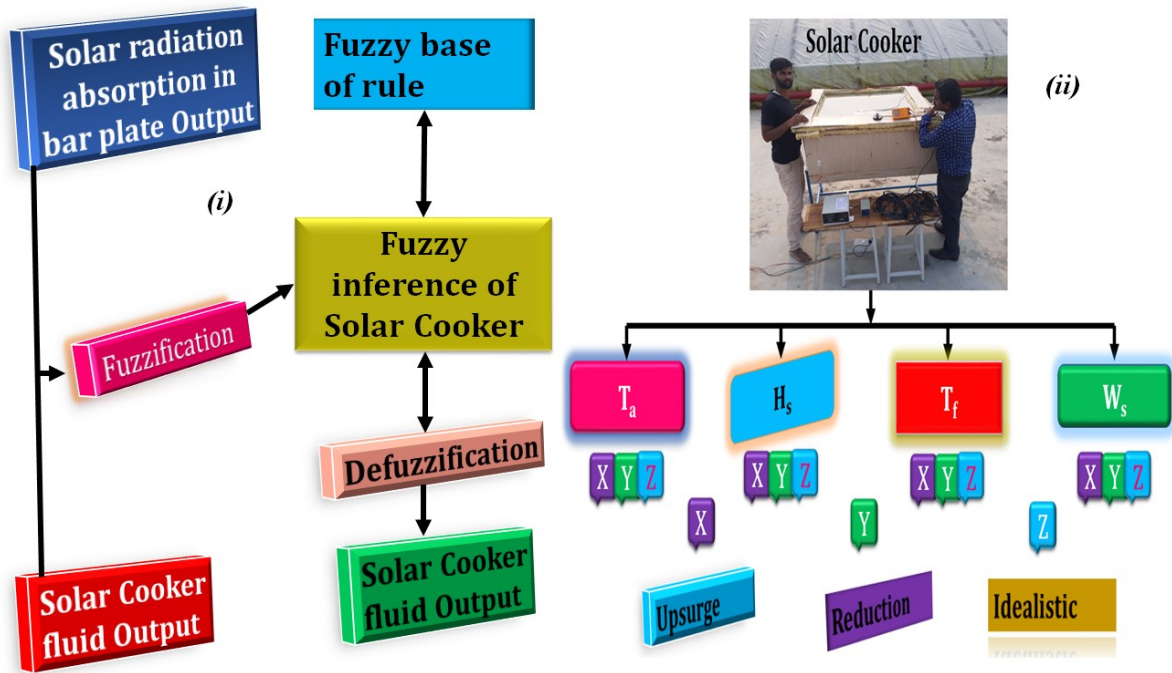 Solar radiation
absorption in
bar plate Output
(i)
Fuzzification
Solar Cooker
fluid Output
Fuzzy base
of rule
Fuzzy
inference of
Solar Cooker
Defuzzification
Solar Cooker
fluid Output
Solar Cooker
(ii)
Ta
Hs
Tf
Ws
X Y Z
X Y Z
X Y Z
X Y Z
X
Y
Z
Upsurge
Reduction
Idealistic